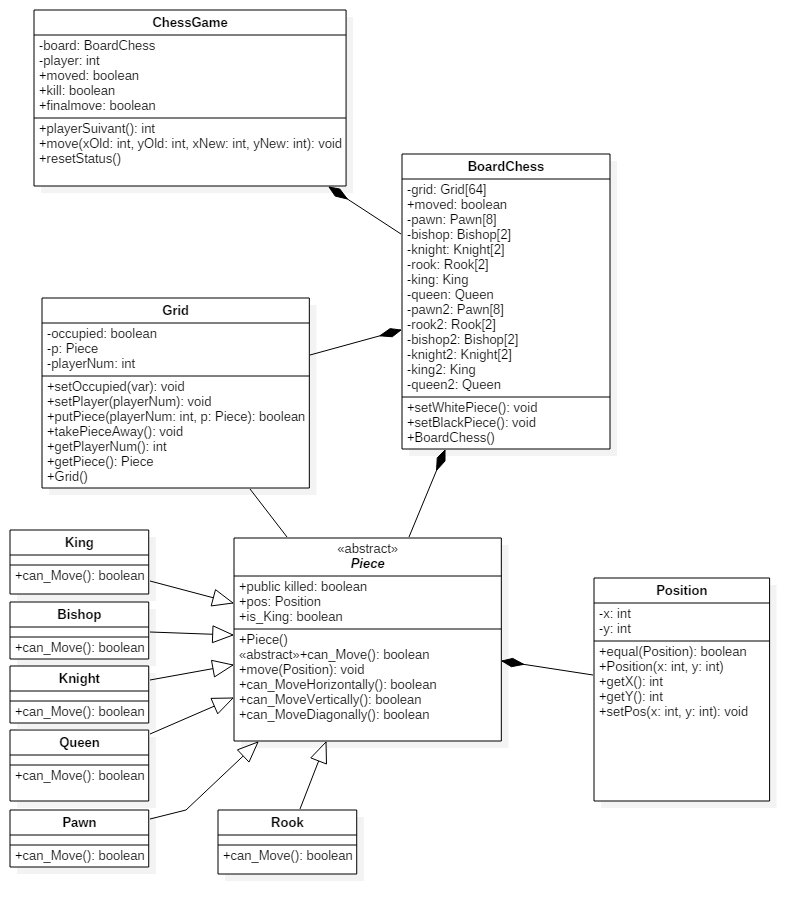 ChessGame
-board: BoardChess
-player: int
+moved: boolean
+kill: boolean
+finalmove: boolean
+playerSuivant(): int
+move(xOld: int, yOld: int, xNew: int, yNew: int): void
+resetStatus()
BoardChess
-grid: Grid[64]
+moved: boolean
-pawn: Pawn[8]
-bishop: Bishop[2]
-knight: Knight[2]
-rook: Rook[2]
-king: King
-queen: Queen
-pawn2: Pawn[8]
-rook2: Rook[2]
-bishop2: Bishop[2]
-knight2: Knight[2]
-king2: King
-queen2: Queen
+setWhitePiece(): void
+setBlackPiece(): void
+BoardChess()
Grid
-occupied: boolean
-p: Piece
-playerNum: int
+setOccupied(var): void
+setPlayer(playerNum): void
+putPiece(playerNum: int, p: Piece): boolean
+takePieceAway(): void
+getPlayerNum(): int
+getPiece(): Piece
+Grid()
King
+can_Move(): boolean
Bishop
+can_Move(): boolean
Knight
+can_Move(): boolean
Queen
+can_Move(): boolean
Pawn
+can_Move(): boolean
Rook
+can_Move(): boolean
«abstract»
Piece
+public killed: boolean
+pos: Position
+is_King: boolean
+Piece()
«abstract»+can_Move(): boolean
+move(Position): void
+can_MoveHorizontally(): boolean
+can_MoveVertically(): boolean
+can_MoveDiagonally(): boolean
Position
-x: int
-y: int
+equal(Position): boolean
+Position(x: int, y: int)
+getX(): int
+getY(): int
+setPos(x: int, y: int): void